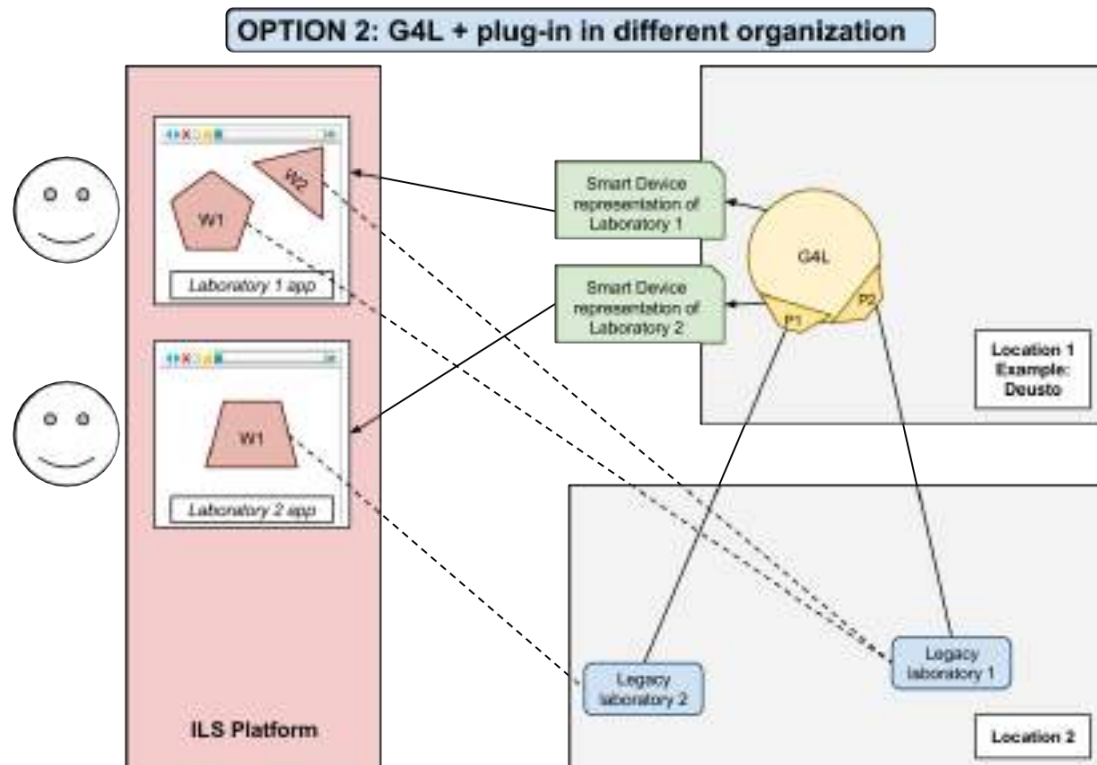 OPTION 2: G4L + plug-in in different organization
W1
W2
Laboratory 1 app
Smart Device
representation of
Laboratory 1
Smart Device
representation of
Laboratory 2
G4L
P1
P2
Location 1
Example:
Deusto
W1
Laboratory 2 app
Legacy
laboratory 1
Legacy
laboratory 2
ILS Platform
Location 2